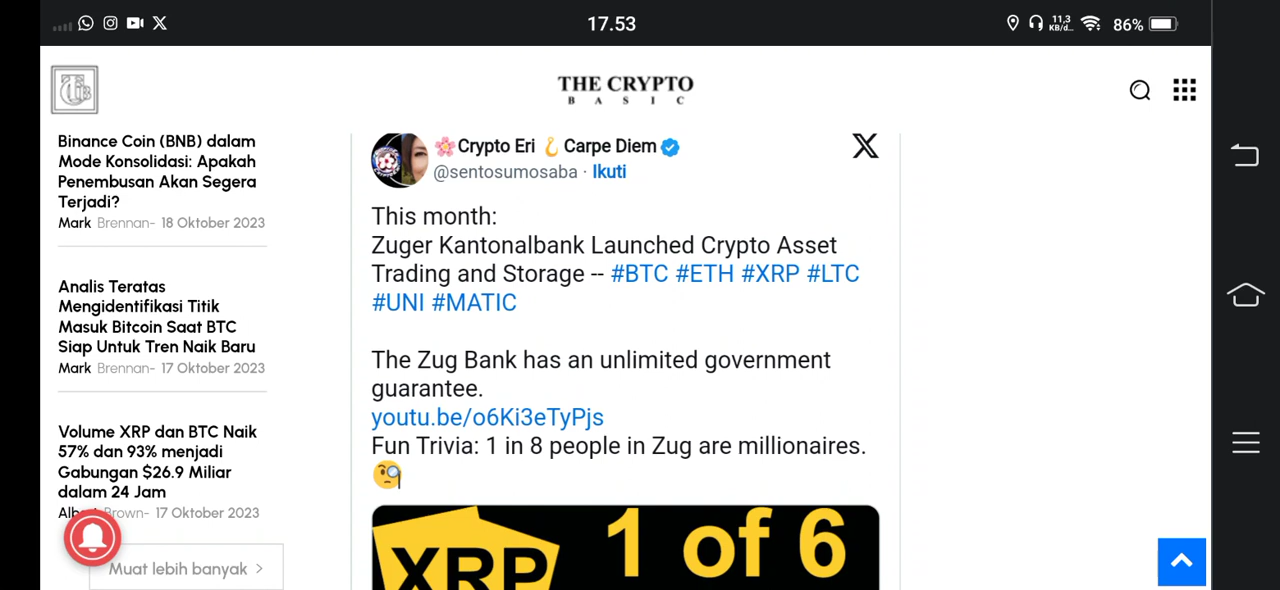 17.53
11,3
KB/d...
86%
THE CRYPTO
BASIC
Binance Coin (BNB) dalam
Mode Konsolidasi: Apakah
Penembusan Akan Segera
Terjadi?
Mark Brennan- 18 Oktober 2023
Analis Teratas
Mengidentifikasi Titik
Masuk Bitcoin Saat BTC
Siap Untuk Tren Naik Baru
Mark Brennan- 17 Oktober 2023
Volume XRP dan BTC Naik
57% dan 93% menjadi
Gabungan $26.9 Miliar
dalam 24 Jam
Brown- 17 Oktober 2023
Muat lebih banyak >
🌸Crypto Eri 🪝Carpe Diem
@sentosumosaba · Ikuti
This month:
Zuger Kantonalbank Launched Crypto Asset
Trading and Storage -- #BTC #ETH #XRP #LTC
#UNI #MATIC
The Zug Bank has an unlimited government
guarantee.
youtu.be/o6Ki3eTyPjs
Fun Trivia: 1 in 8 people in Zug are millionaires.
🧐
XRP
1 of 6